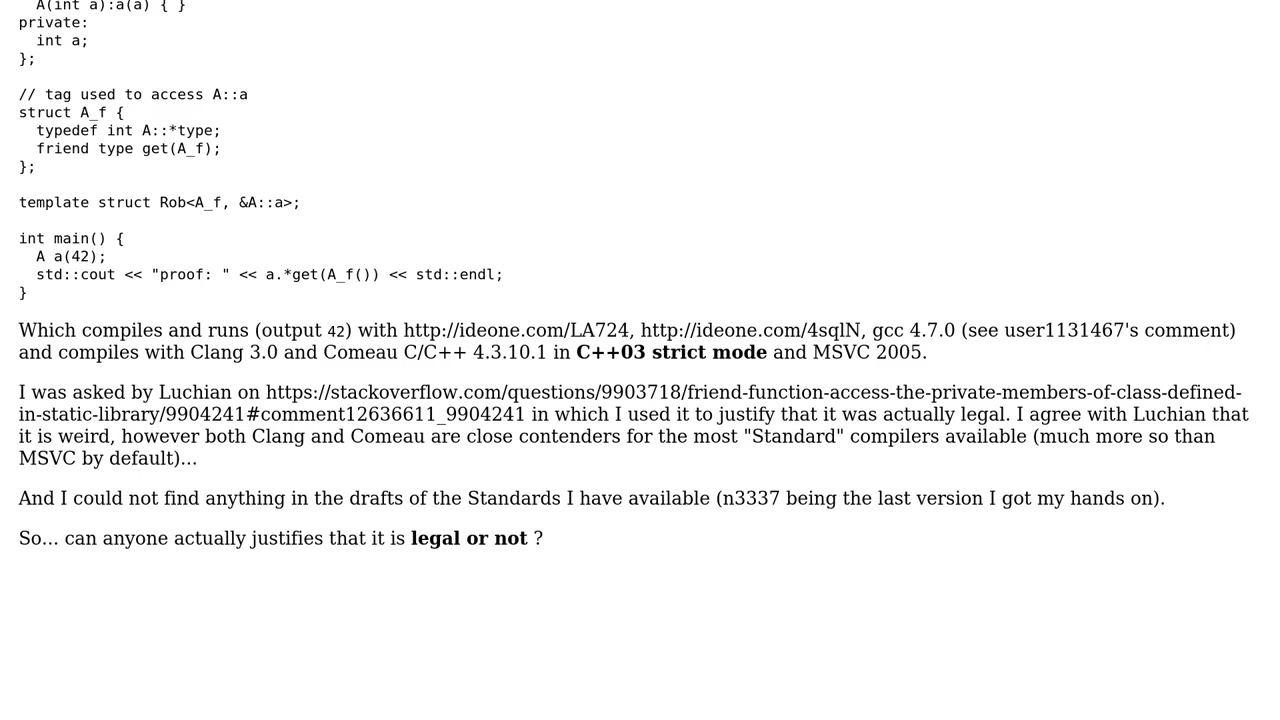 A(int a):a(a) { }
private:
  int a;
};

// tag used to access A::a
struct A_f {
  typedef int A::*type;
  friend type get(A_f);
};

template struct Rob<A_f, &A::a>;

int main() {
  A a(42);
  std::cout << "proof: " << a.*get(A_f()) << std::endl;
}
Which compiles and runs (output 42) with http://ideone.com/LA724, http://ideone.com/4sqlN, gcc 4.7.0 (see user1131467's comment)
and compiles with Clang 3.0 and Comeau C/C++ 4.3.10.1 in C++03 strict mode and MSVC 2005.
I was asked by Luchian on https://stackoverflow.com/questions/9903718/friend-function-access-the-private-members-of-class-defined-
in-static-library/9904241#comment12636611_9904241 in which I used it to justify that it was actually legal. I agree with Luchian that
it is weird, however both Clang and Comeau are close contenders for the most "Standard" compilers available (much more so than
MSVC by default)...
And I could not find anything in the drafts of the Standards I have available (n3337 being the last version I got my hands on).
So... can anyone actually justifies that it is legal or not ?